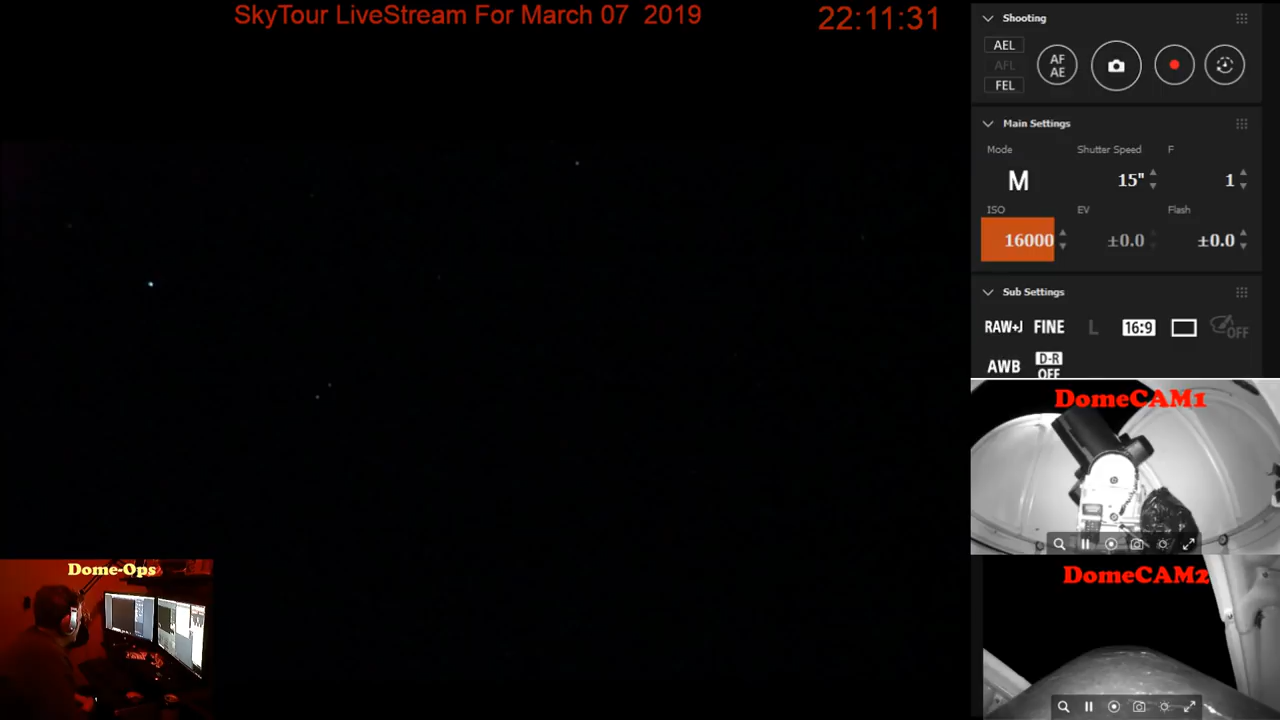 SkyTour LiveStream For March 07 2019
22:11:31
Shooting
AEL
AFL
FEL
AF
AE
Main Settings
Mode
Shutter Speed
F
M
15"
1
ISO
EV
Flash
16000
±0.0
±0.0
Sub Settings
RAW+J
FINE
L
16:9
OFF
AWB
D-R
OFF
DomeCAM1
Dome-Ops
DomeCAM2